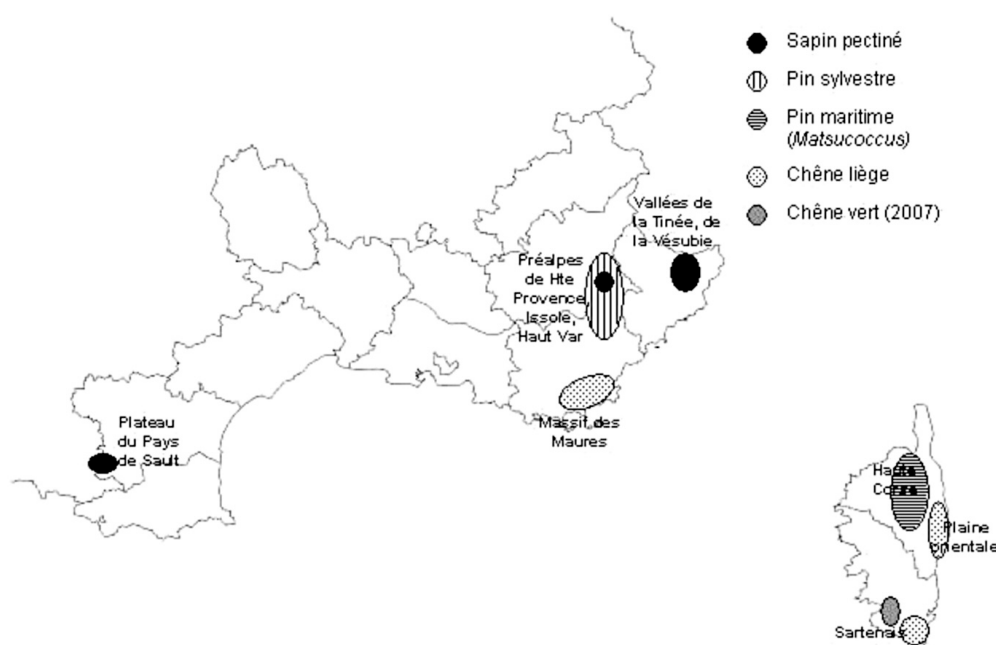 Sapin pectiné
Pin sylvestre
Pin maritime
(Matsucoccus)
Chêne liège
Chêne vert (2007)
Vallées de
la Tinée, de
la Vésubie
Préalpes
de Hte
Provence
Issole,
Haut Var
Massif des
Maures
Plateau
du Pays
de Sault
Haute
Corse
Plaine
orientale
Sartenais